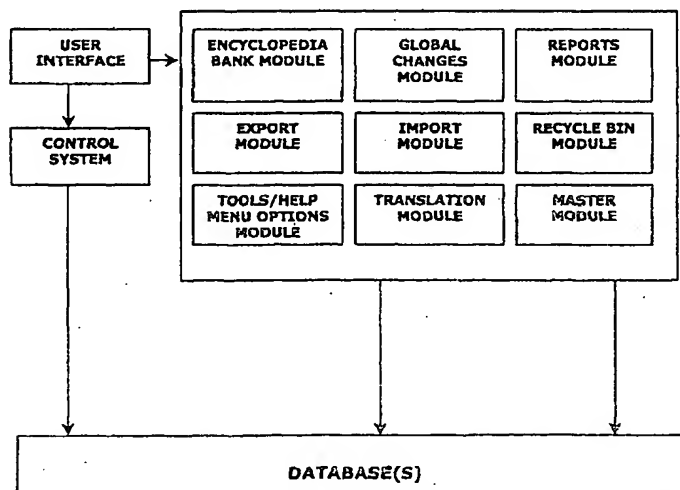 USER
INTERFACE
ENCYCLOPEDIA
BANK MODULE
GLOBAL
CHANGES
MODULE
REPORTS
MODULE
CONTROL
SYSTEM
EXPORT
MODULE
IMPORT
MODULE
RECYCLE BIN
MODULE
TOOLS/HELP
MENU OPTIONS
MODULE
TRANSLATION
MODULE
MASTER
MODULE
DATABASE(S)